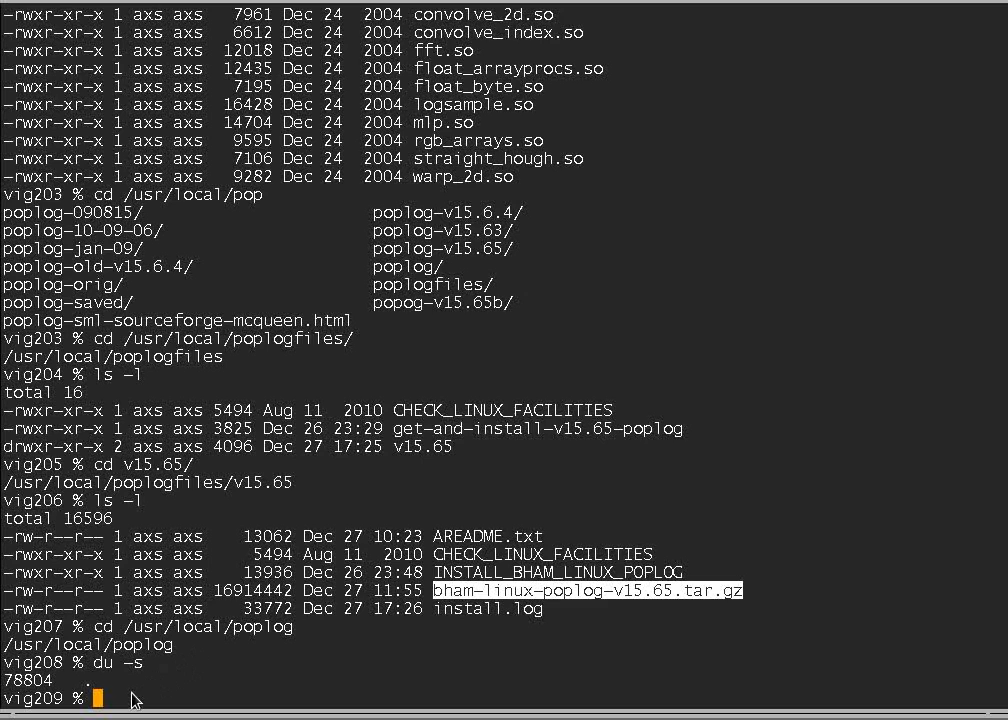 -rwxr-xr-x 1 axs axs   7961 Dec 24  2004 convolve_2d.so
-rwxr-xr-x 1 axs axs   6612 Dec 24  2004 convolve_index.so
-rwxr-xr-x 1 axs axs  12018 Dec 24  2004 fft.so
-rwxr-xr-x 1 axs axs  12435 Dec 24  2004 float_arrayprocs.so
-rwxr-xr-x 1 axs axs   7195 Dec 24  2004 float_byte.so
-rwxr-xr-x 1 axs axs  16428 Dec 24  2004 logsample.so
-rwxr-xr-x 1 axs axs  14704 Dec 24  2004 mlp.so
-rwxr-xr-x 1 axs axs   9595 Dec 24  2004 rgb_arrays.so
-rwxr-xr-x 1 axs axs   7106 Dec 24  2004 straight_hough.so
-rwxr-xr-x 1 axs axs   9282 Dec 24  2004 warp_2d.so
vig203 % cd /usr/local/pop
poplog-090815/                       poplog-v15.6.4/
poplog-10-09-06/                     poplog-v15.63/
poplog-jan-09/                       poplog-v15.65/
poplog-old-v15.6.4/                  poplog/
poplog-orig/                         poplogfiles/
poplog-saved/                        popog-v15.65b/
poplog-sml-sourceforge-mcqueen.html
vig203 % cd /usr/local/poplogfiles/
/usr/local/poplogfiles
vig204 % ls -l
total 16
-rwxr-xr-x 1 axs axs 5494 Aug 11  2010 CHECK_LINUX_FACILITIES
-rwxr-xr-x 1 axs axs 3825 Dec 26 23:29 get-and-install-v15.65-poplog
drwxr-xr-x 2 axs axs 4096 Dec 27 17:25 v15.65
vig205 % cd v15.65/
/usr/local/poplogfiles/v15.65
vig206 % ls -l
total 16596
-rw-r--r-- 1 axs axs    13062 Dec 27 10:23 AREADME.txt
-rwxr-xr-x 1 axs axs     5494 Aug 11  2010 CHECK_LINUX_FACILITIES
-rwxr-xr-x 1 axs axs    13936 Dec 26 23:48 INSTALL_BHAM_LINUX_POPLOG
-rw-r--r-- 1 axs axs 16914442 Dec 27 11:55 bham-linux-poplog-v15.65.tar.gz
-rw-r--r-- 1 axs axs    33772 Dec 27 17:26 install.log
vig207 % cd /usr/local/poplog
/usr/local/poplog
vig208 % du -s
78804   .
vig209 %